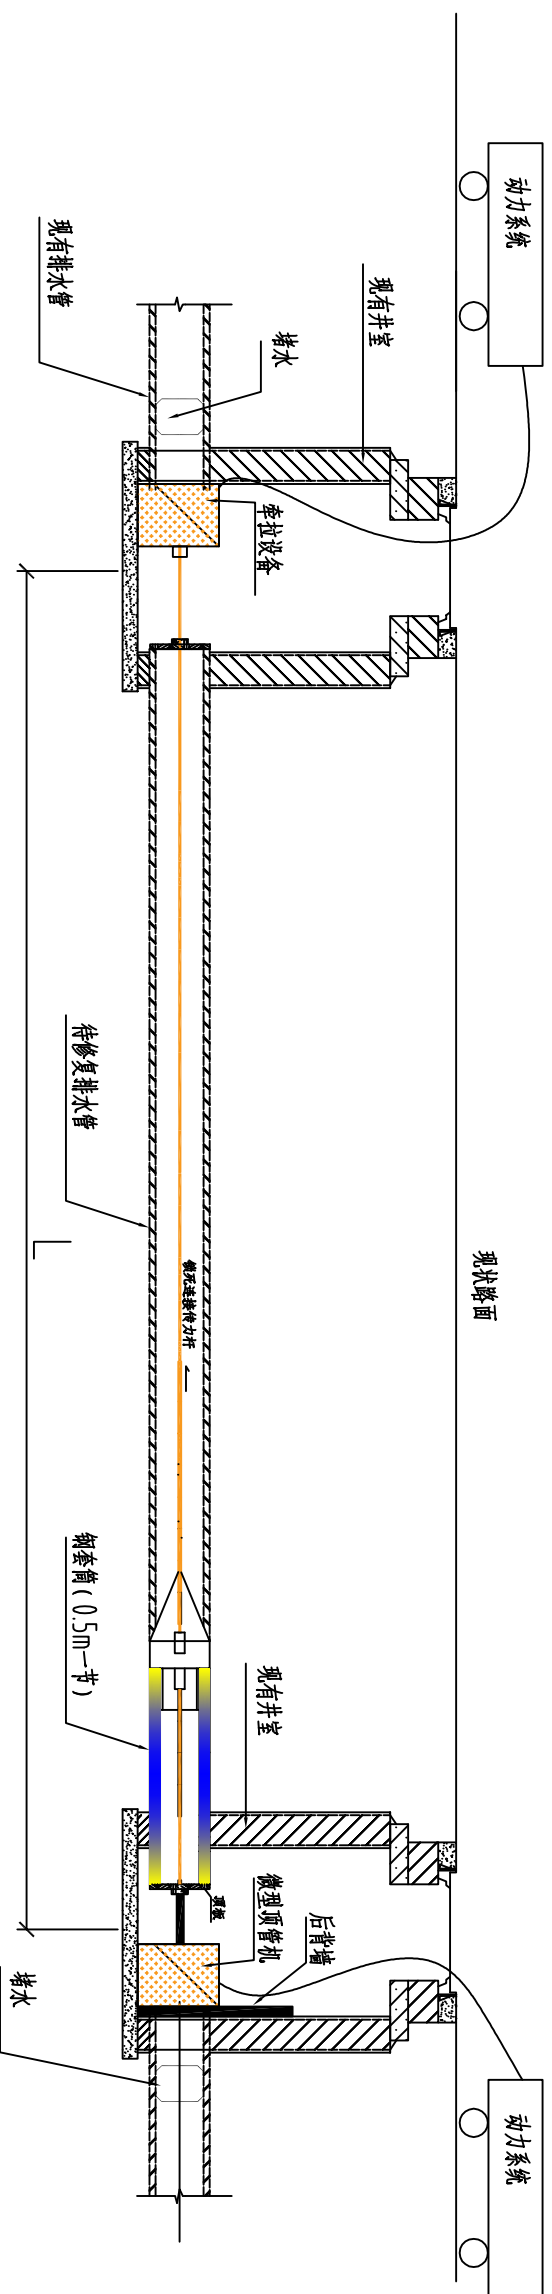 动力系统
现有排水管
现有井室
堵水
牵拉设备
待修复排水管
L
锁死连接传力杆
现状路面
钢套筒（0.5m一节）
现有井室
顶板
微型顶管机
后背墙
堵水
动力系统